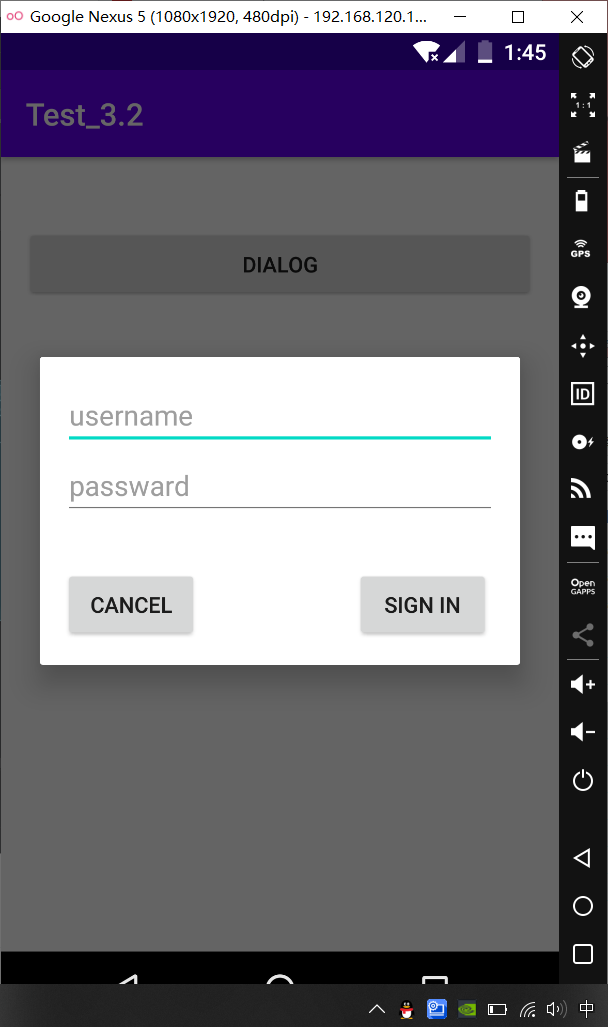 Google Nexus 5 (1080x1920, 480dpi) - 192.168.120.1...
1:45
Test_3.2
1:1
DIALOG
GPS
username
ID
passward
CANCEL
SIGN IN
Open
GAPPS
中